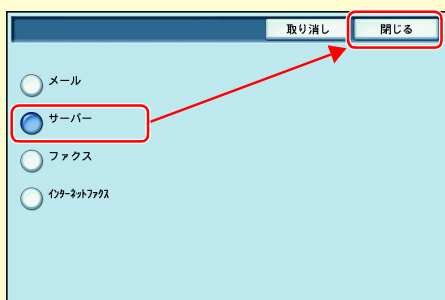 取り消し 閉じる
メール
サーバー
ファクス
ｲﾝﾀｰﾈｯﾄﾌｧｸｽ